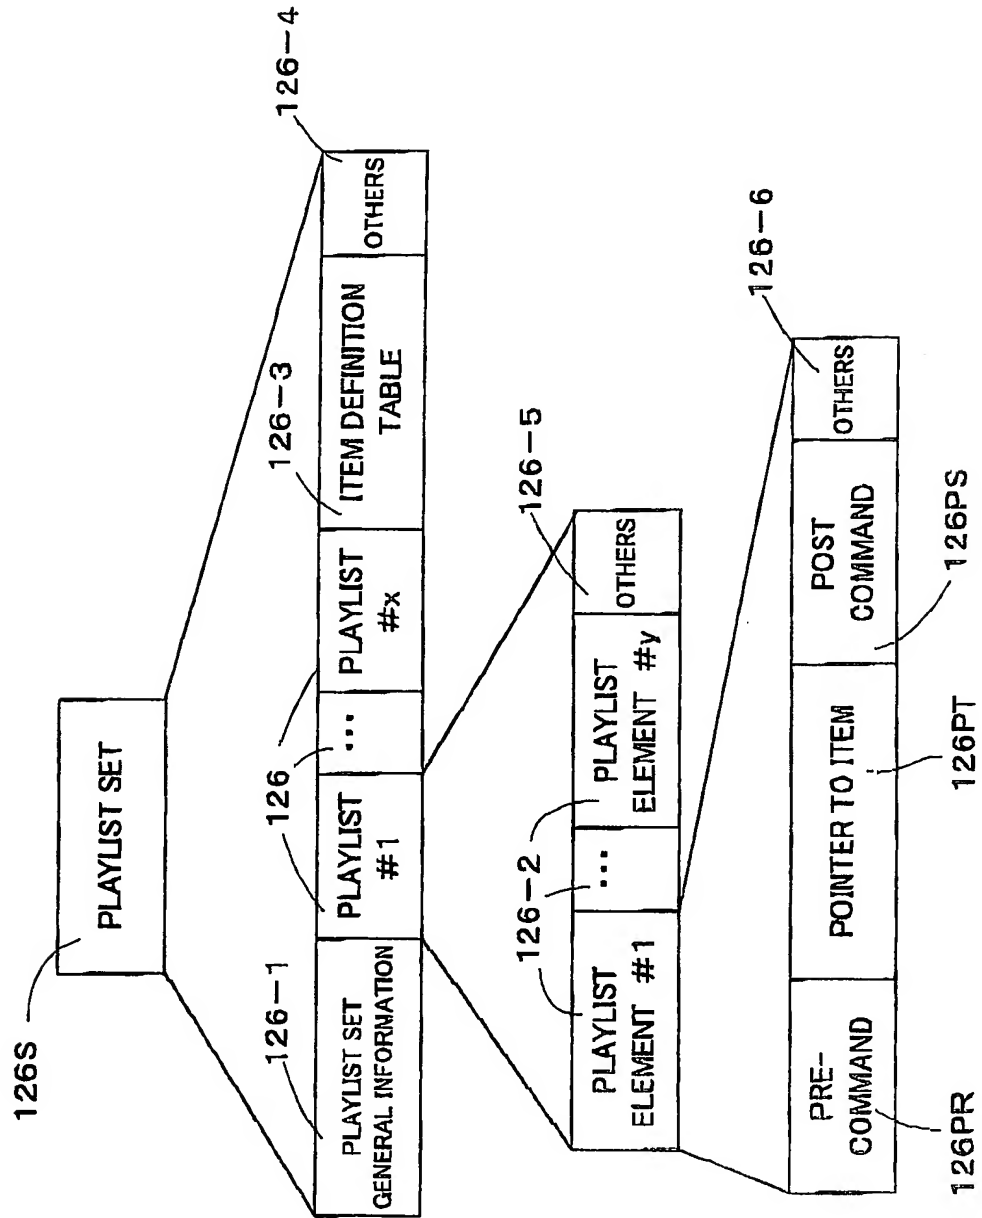 126S
PLAYLIST SET
126-1
126
126-3
126-4
PLAYLIST SET
GENERAL INFORMATION
PLAYLIST
#1
...
PLAYLIST
#x
ITEM DEFINITION
TABLE
OTHERS
126-2
126-5
PLAYLIST
ELEMENT #1
...
PLAYLIST
ELEMENT #y
OTHERS
126-6
PRE-
COMMAND
POINTER TO ITEM
POST
COMMAND
OTHERS
126PR
126PT
126PS